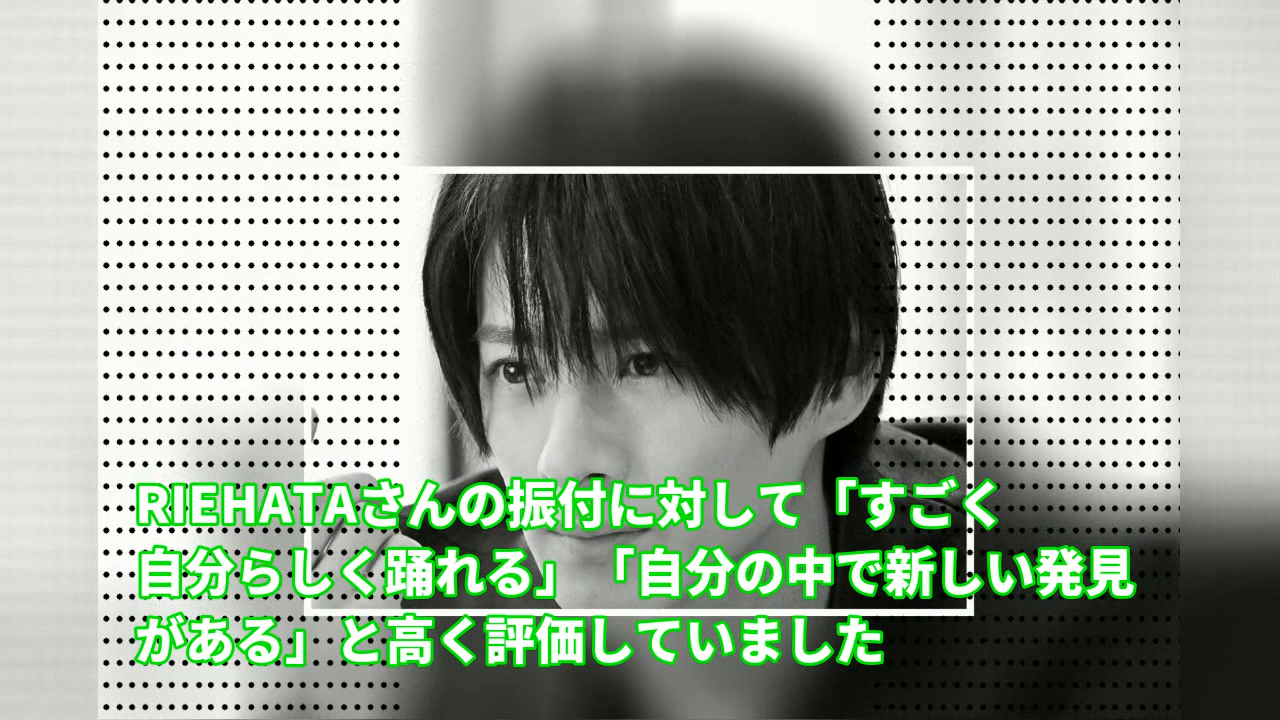 RIEHATAさんの振付に対して「すごく
自分らしく踊れる」「自分の中で新しい発見
がある」と高く評価していました